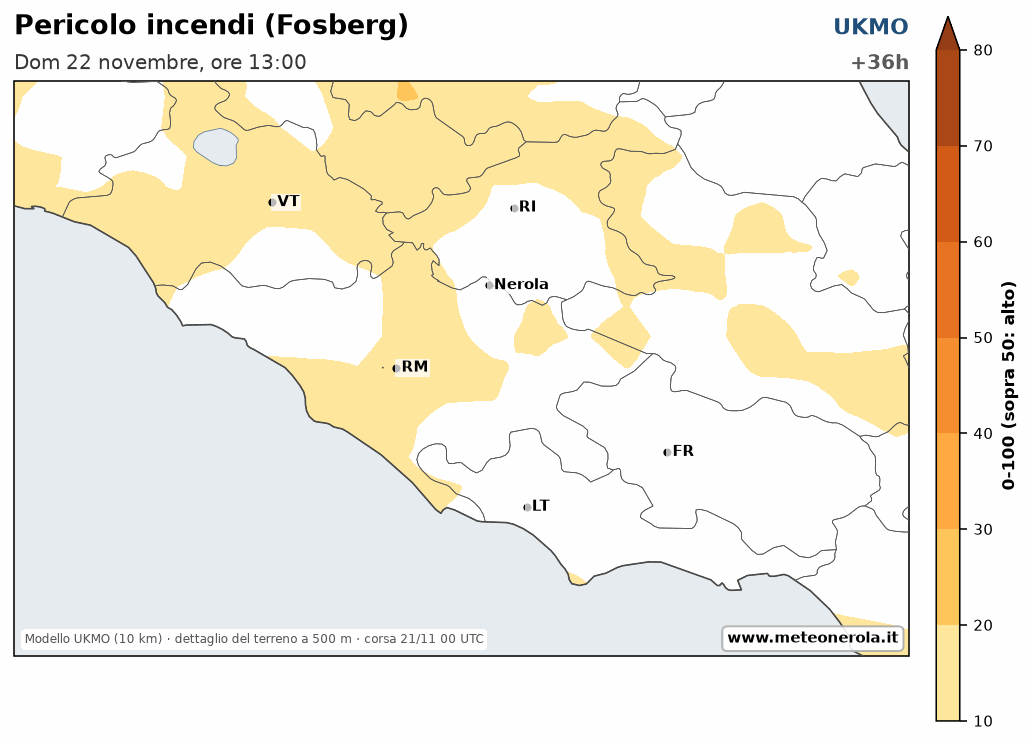 Pericolo incendi (Fosberg)
UKMO
Dom 22 novembre, ore 13:00
+36h
80
70
60
50
40
30
20
10
0-100 (sopra 50: alto)
VT
RI
Nerola
RM
FR
LT
Modello UKMO (10 km) · dettaglio del terreno a 500 m · corsa 21/11 00 UTC
www.meteonerola.it